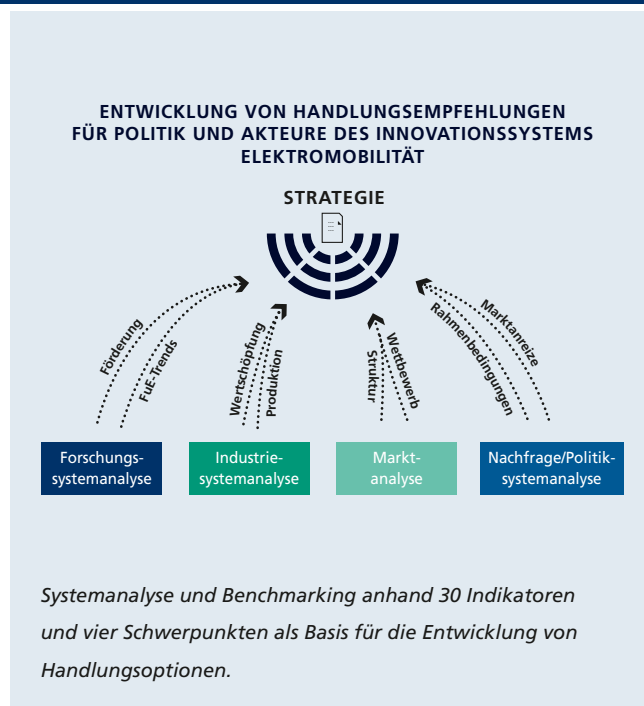 ENTWICKLUNG VON HANDLUNGSEMPFEHLUNGEN
FÜR POLITIK UND AKTEURE DES INNOVATIONSSYSTEMS
ELEKTROMOBILITÄT
STRATEGIE
Förderung
FuE-Trends
Wertschöpfung
Produktion
Struktur
Wettbewerb
Rahmenbedingungen
Marktanreize
Forschungs-
systemanalyse
Industrie-
systemanalyse
Markt-
analyse
Nachfrage/Politik-
systemanalyse
Systemanalyse und Benchmarking anhand 30 Indikatoren
und vier Schwerpunkten als Basis für die Entwicklung von
Handlungsoptionen.